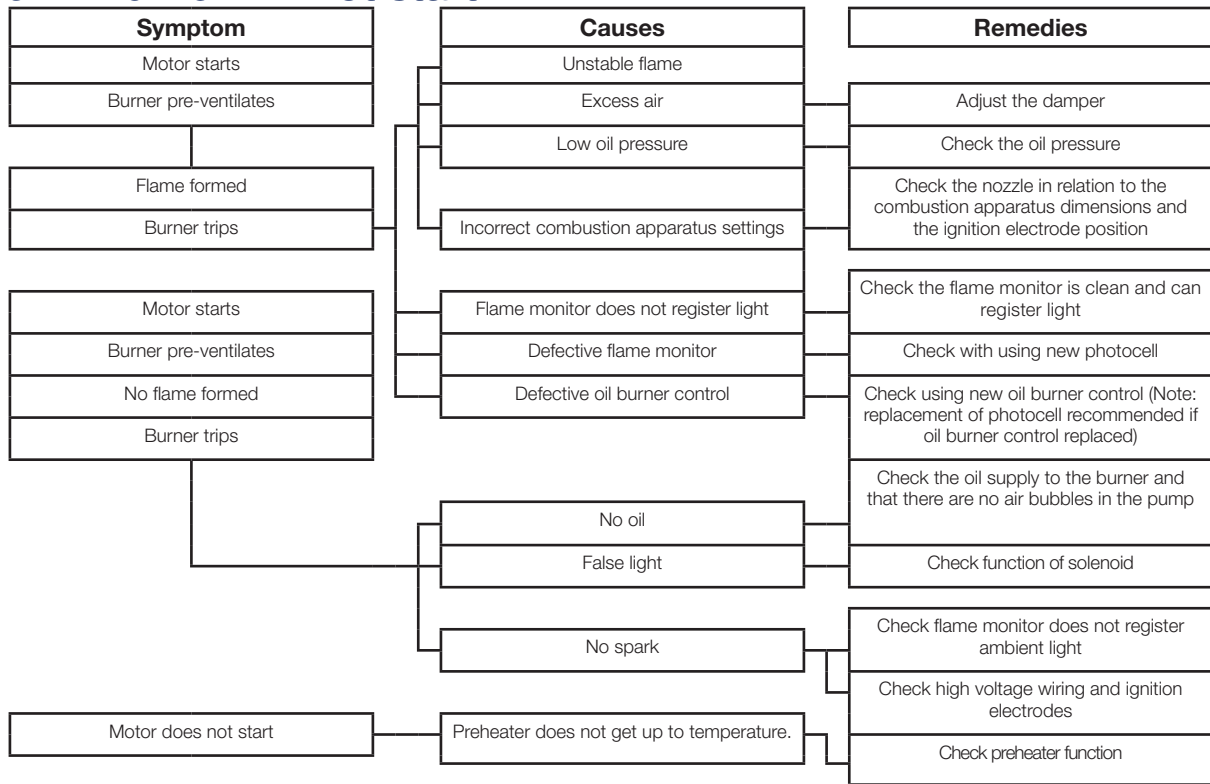 Symptom
Causes
Remedies
Motor starts
Unstable flame
Burner pre-ventilates
Excess air
Adjust the damper
Low oil pressure
Check the oil pressure
Flame formed
Check the nozzle in relation to the
combustion apparatus dimensions and
the ignition electrode position
Burner trips
Incorrect combustion apparatus settings
Motor starts
Flame monitor does not register light
Check the flame monitor is clean and can
register light
Burner pre-ventilates
Defective flame monitor
Check with using new photocell
No flame formed
Defective oil burner control
Check using new oil burner control (Note:
replacement of photocell recommended if
oil burner control replaced)
Burner trips
Check the oil supply to the burner and
that there are no air bubbles in the pump
No oil
False light
Check function of solenoid
No spark
Check flame monitor does not register
ambient light
Check high voltage wiring and ignition
electrodes
Motor does not start
Preheater does not get up to temperature.
Check preheater function